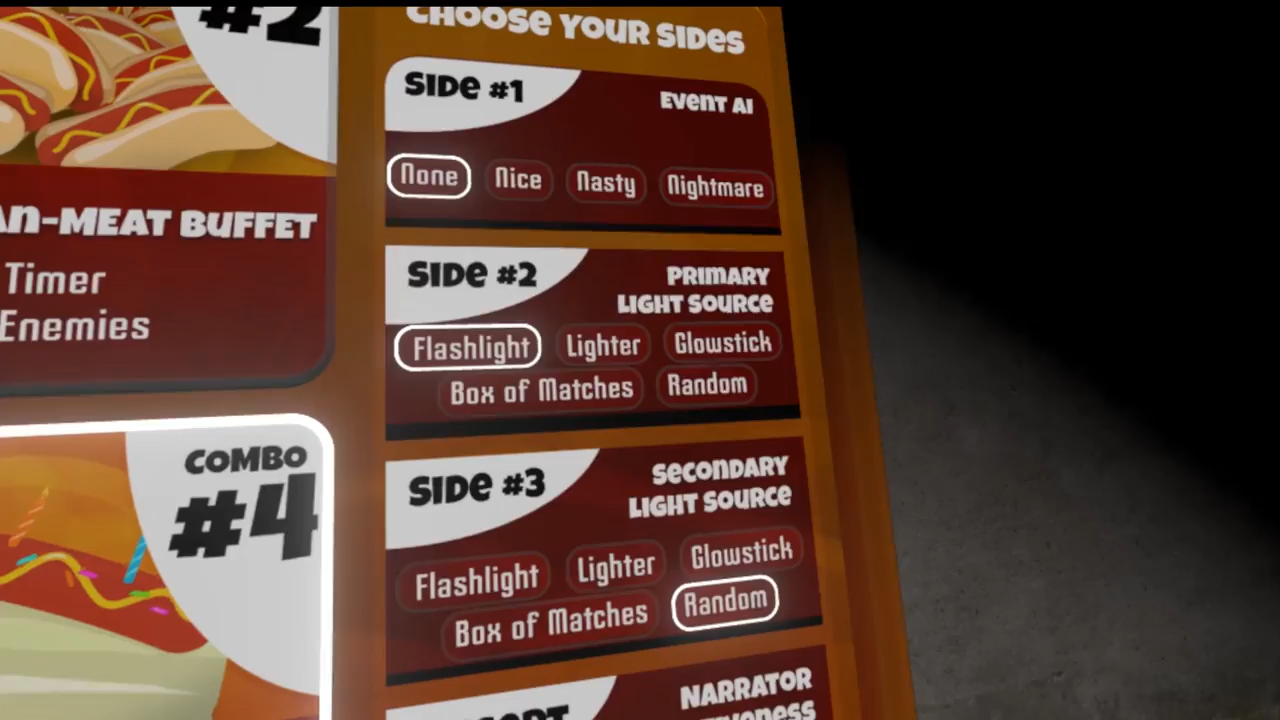 #2
AN-MEAT BUFFET
Timer
Enemies
COMBO
#4
CHOOSE YOUR SIDES
SIDE #1
EVENT AI
None
Nice
Nasty
Nightmare
SIDE #2
PRIMARY
LIGHT SOURCE
Flashlight
Lighter
Glowstick
Box of Matches
Random
SIDE #3
SECONDARY
LIGHT SOURCE
Flashlight
Lighter
Glowstick
Box of Matches
Random
NARRATOR